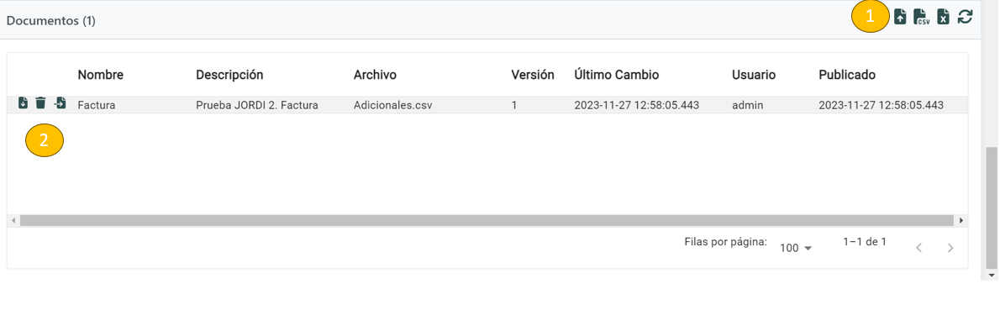 Documentos (1)
1
CSV
X
Nombre Descripción Archivo Versión Último Cambio Usuario Publicado
Factura Prueba JORDI 2. Factura Adicionales.csv 1 2023-11-27 12:58:05.443 admin 2023-11-27 12:58:05.443
2
Filas por página: 100 1–1 de 1